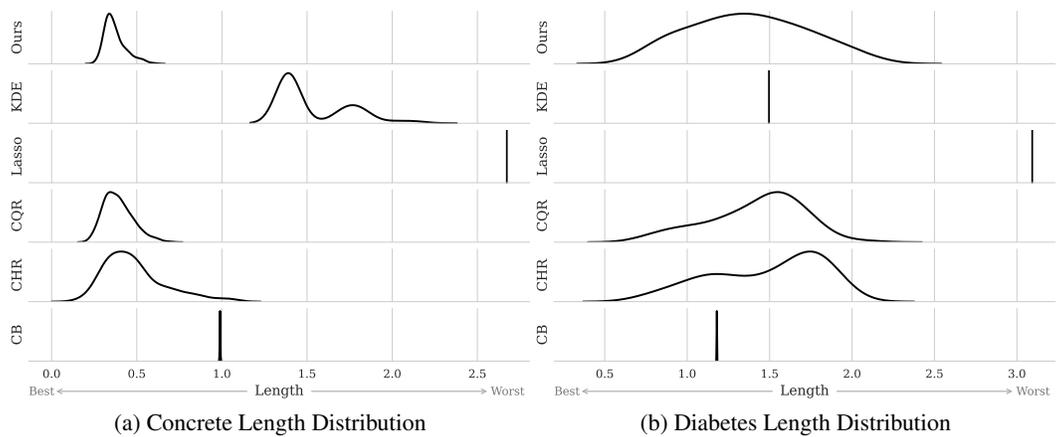 Ours
KDE
Lasso
CQR
CHR
CB
0.0 0.5 1.0 1.5 2.0 2.5
Best Length Worst
(a) Concrete Length Distribution
Ours
KDE
Lasso
CQR
CHR
CB
0.5 1.0 1.5 2.0 2.5 3.0
Best Length Worst
(b) Diabetes Length Distribution